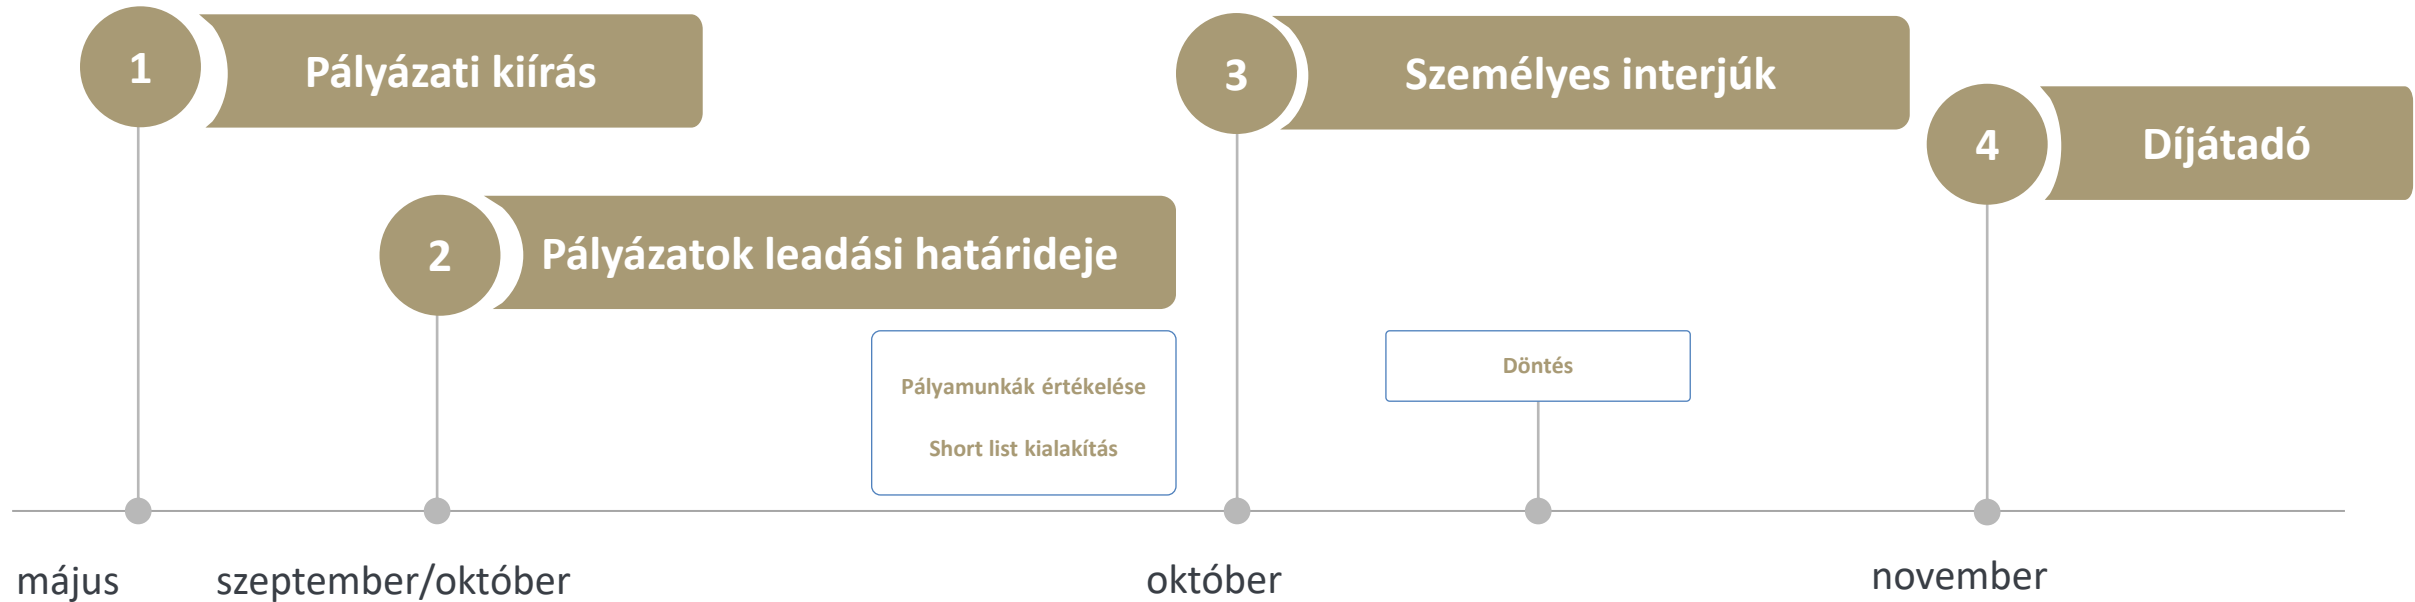 1
Pályázati kiírás
2
Pályázatok leadási határideje
3
Személyes interjúk
4
Díjátadó
Pályamunkák értékelése
Short list kialakítás
Döntés
május
szeptember/október
október
november